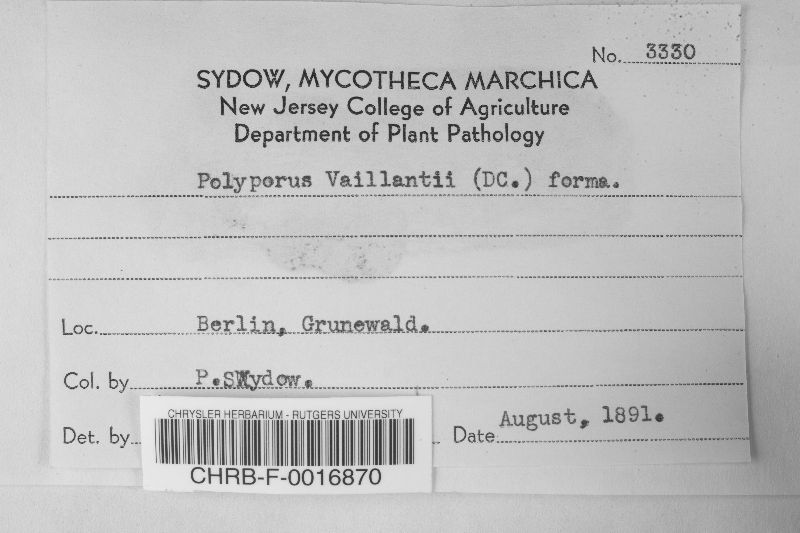 No. 3330
SYDOW, MYCOTHECA MARCHICA
New Jersey College of Agriculture
Department of Plant Pathology
Polyporus Vaillantii (DC.) forma.
Loc. Berlin, Grunewald.
Col. by P.Sydow.
Det. by
Date August, 1891.
CHRYSLER HERBARIUM - RUTGERS UNIVERSITY
CHRB-F-0016870